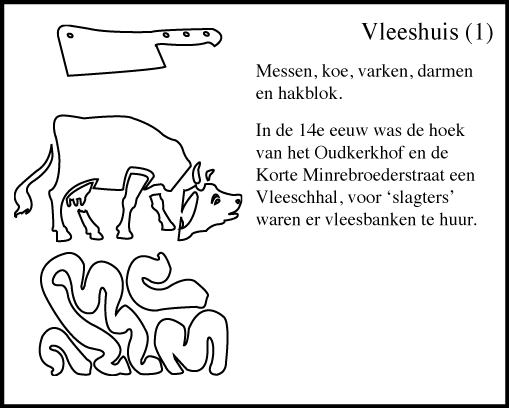 Vleeshuis (1)
Messen, koe, varken, darmen
en hakblok.
In de 14e eeuw was de hoek
van het Oudkerkhof en de
Korte Minrebroederstraat een
Vleeschhal, voor ‘slagters’
waren er vleesbanken te huur.